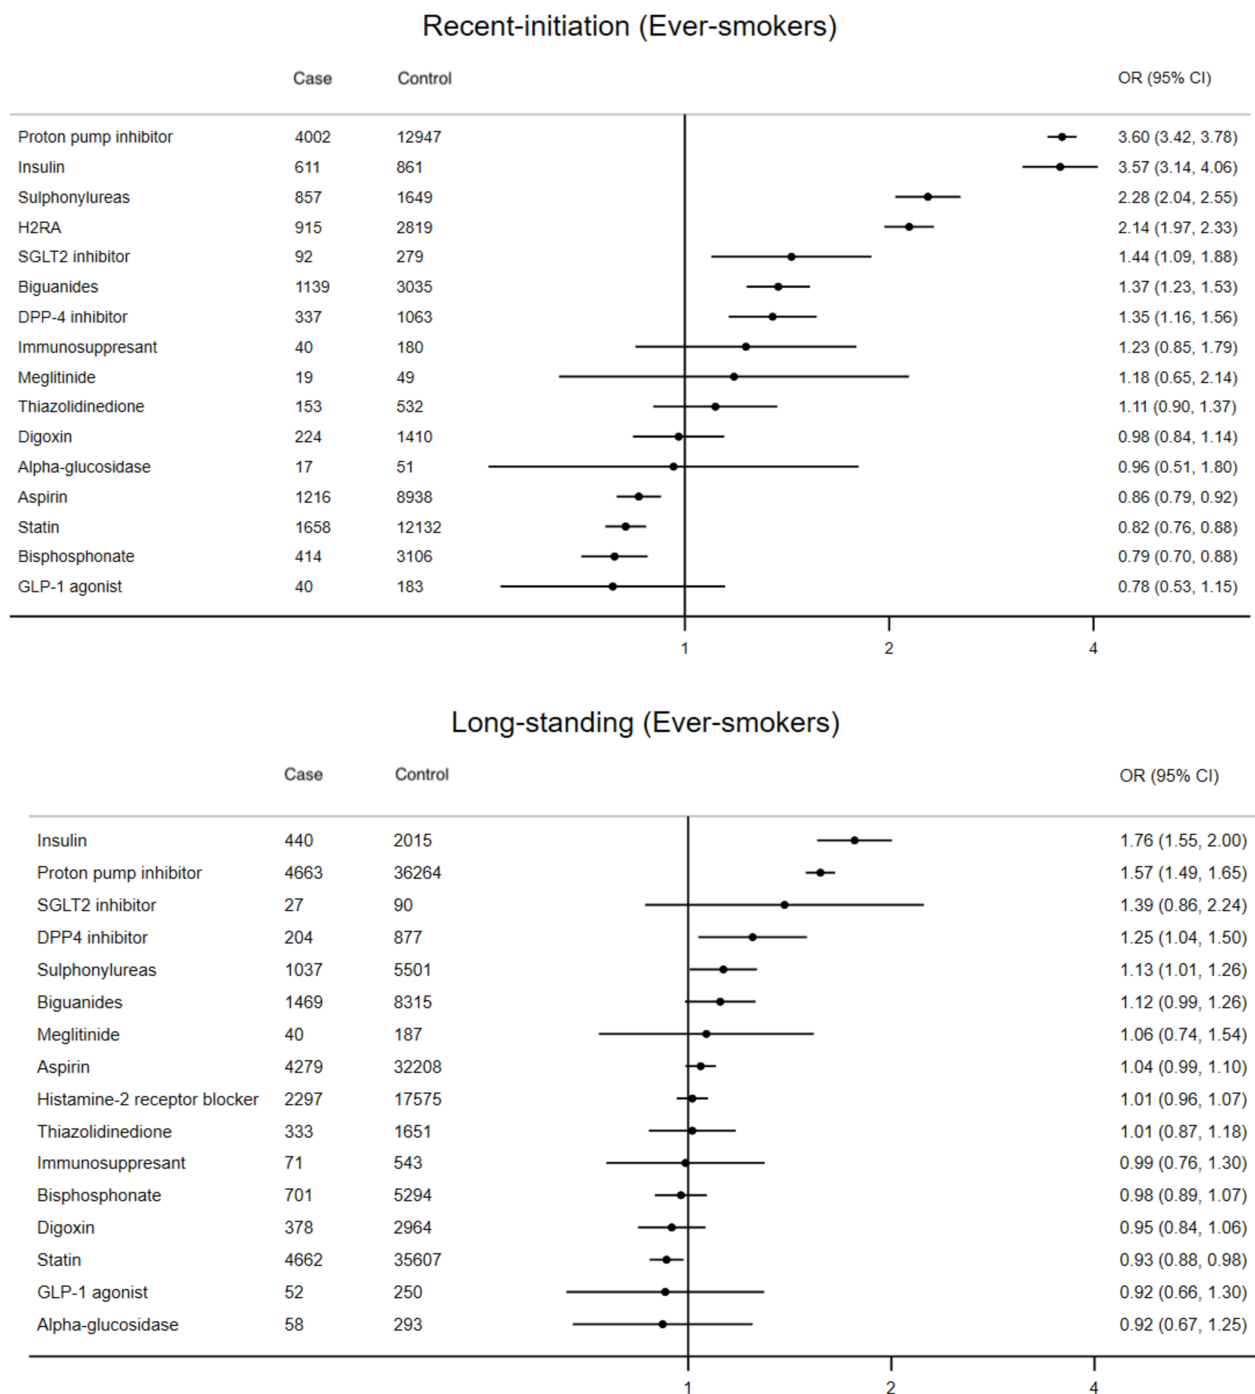 Recent-initiation (Ever-smokers)
Case Control OR (95% CI)
Proton pump inhibitor 4002 12947 3.60 (3.42, 3.78)
Insulin 611 861 3.57 (3.14, 4.06)
Sulphonylureas 857 1649 2.28 (2.04, 2.55)
H2RA 915 2819 2.14 (1.97, 2.33)
SGLT2 inhibitor 92 279 1.44 (1.09, 1.88)
Biguanides 1139 3035 1.37 (1.23, 1.53)
DPP-4 inhibitor 337 1063 1.35 (1.16, 1.56)
Immunosuppresant 40 180 1.23 (0.85, 1.79)
Meglitinide 19 49 1.18 (0.65, 2.14)
Thiazolidinedione 153 532 1.11 (0.90, 1.37)
Digoxin 224 1410 0.98 (0.84, 1.14)
Alpha-glucosidase 17 51 0.96 (0.51, 1.80)
Aspirin 1216 8938 0.86 (0.79, 0.92)
Statin 1658 12132 0.82 (0.76, 0.88)
Bisphosphonate 414 3106 0.79 (0.70, 0.88)
GLP-1 agonist 40 183 0.78 (0.53, 1.15)
1 2 4
Long-standing (Ever-smokers)
Case Control OR (95% CI)
Insulin 440 2015 1.76 (1.55, 2.00)
Proton pump inhibitor 4663 36264 1.57 (1.49, 1.65)
SGLT2 inhibitor 27 90 1.39 (0.86, 2.24)
DPP4 inhibitor 204 877 1.25 (1.04, 1.50)
Sulphonylureas 1037 5501 1.13 (1.01, 1.26)
Biguanides 1469 8315 1.12 (0.99, 1.26)
Meglitinide 40 187 1.06 (0.74, 1.54)
Aspirin 4279 32208 1.04 (0.99, 1.10)
Histamine-2 receptor blocker 2297 17575 1.01 (0.96, 1.07)
Thiazolidinedione 333 1651 1.01 (0.87, 1.18)
Immunosuppresant 71 543 0.99 (0.76, 1.30)
Bisphosphonate 701 5294 0.98 (0.89, 1.07)
Digoxin 378 2964 0.95 (0.84, 1.06)
Statin 4662 35607 0.93 (0.88, 0.98)
GLP-1 agonist 52 250 0.92 (0.66, 1.30)
Alpha-glucosidase 58 293 0.92 (0.67, 1.25)
1 2 4